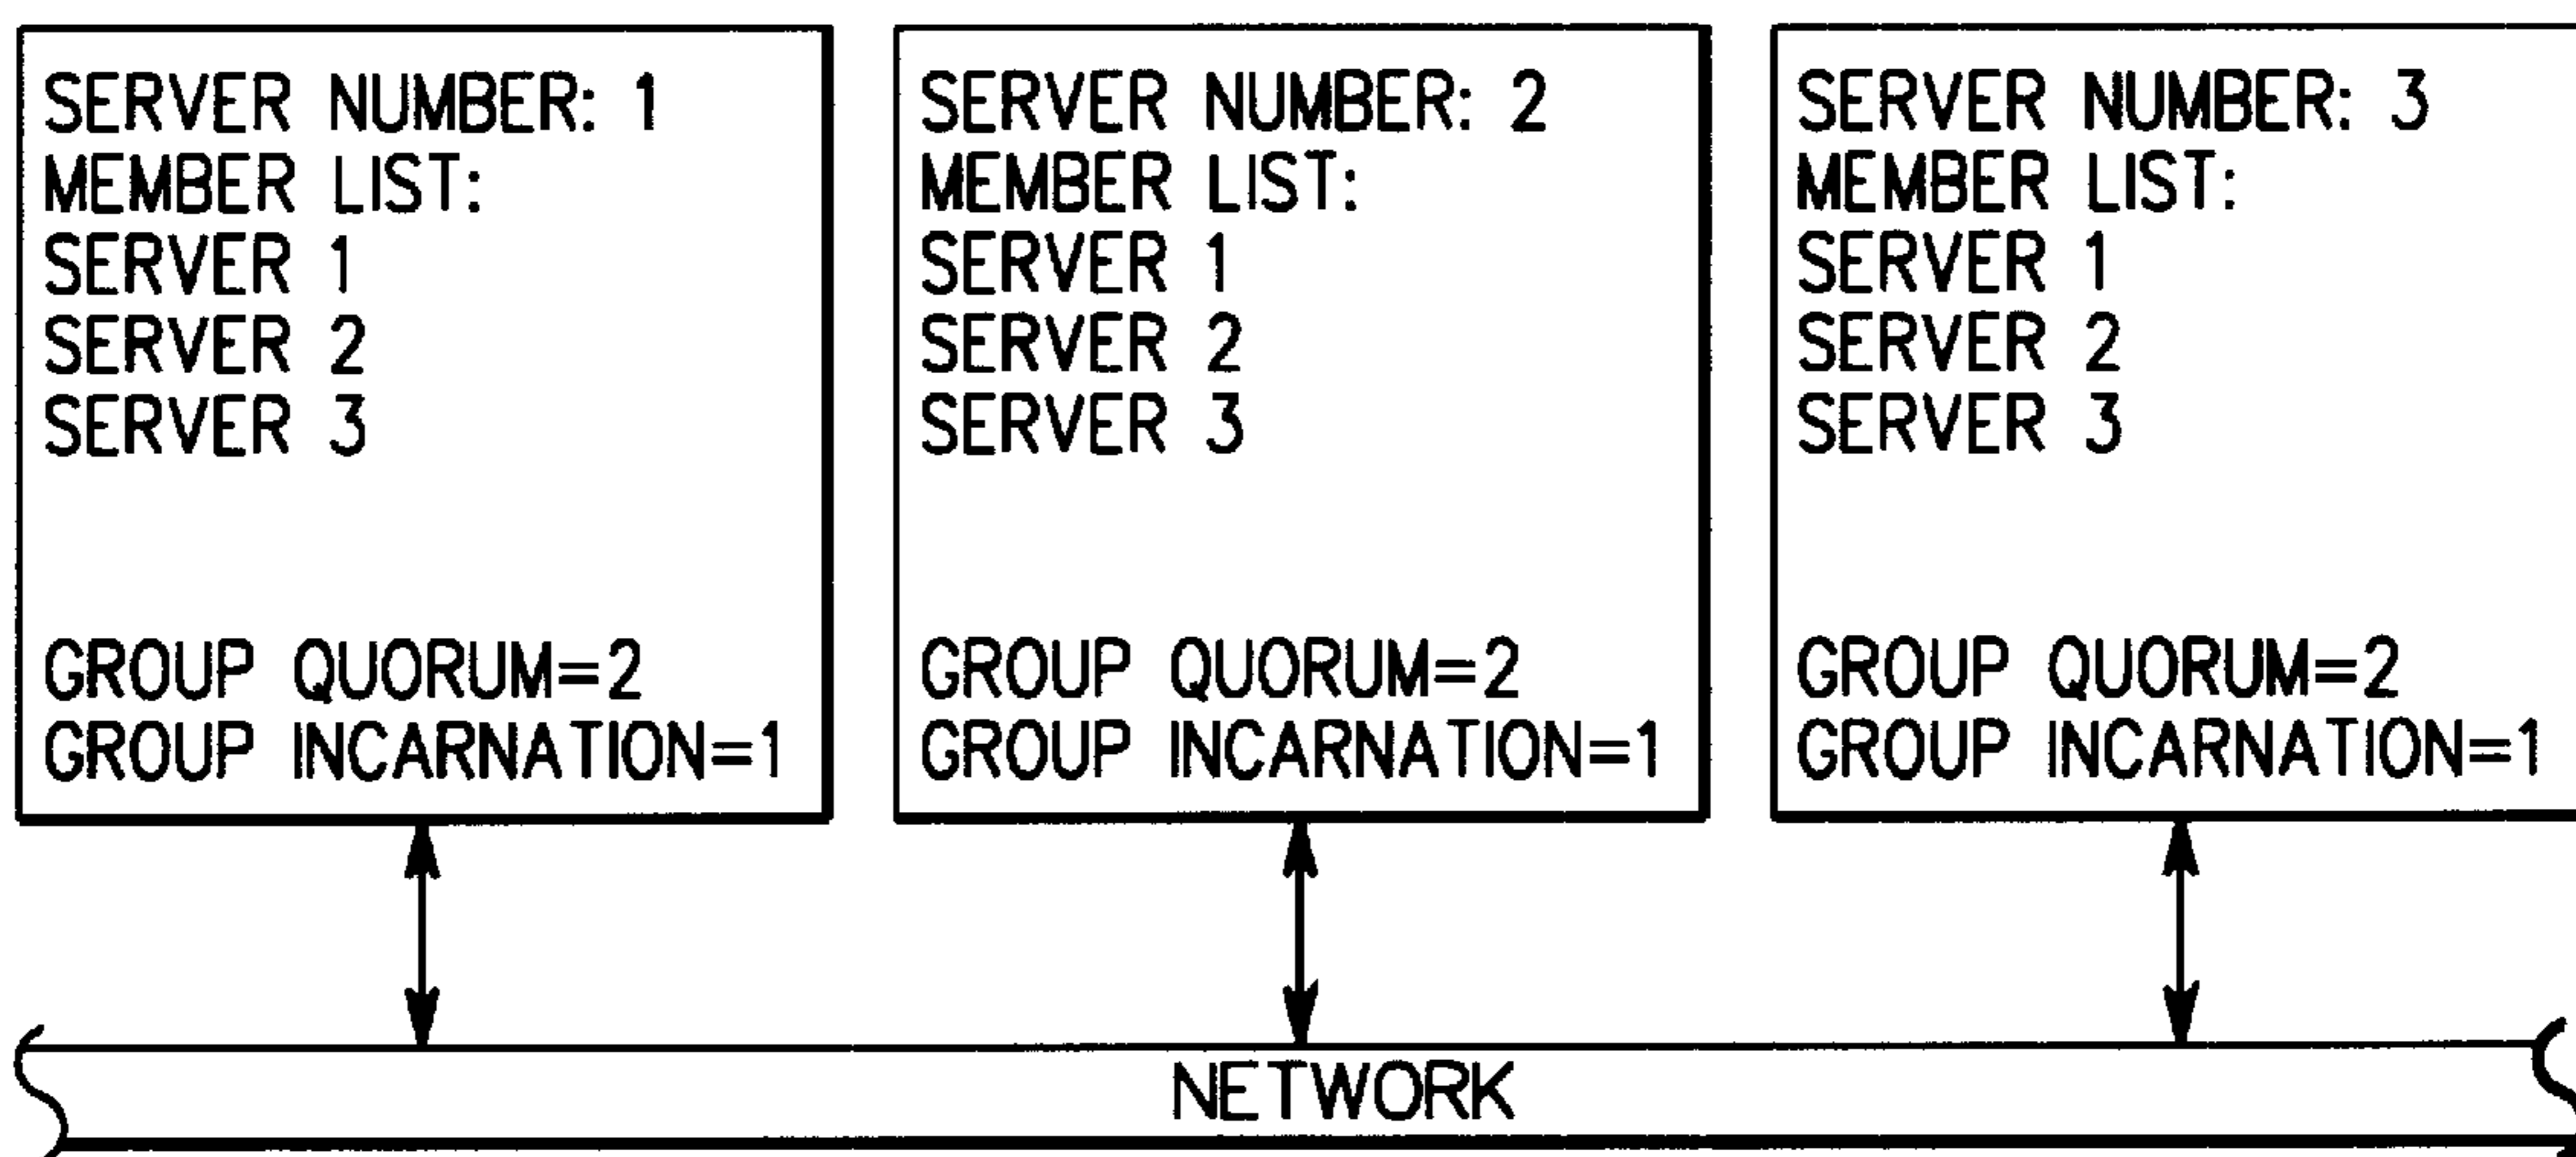 SERVER NUMBER: 1
MEMBER LIST:
SERVER 1
SERVER 2
SERVER 3
GROUP QUORUM=2
GROUP INCARNATION=1
SERVER NUMBER: 2
MEMBER LIST:
SERVER 1
SERVER 2
SERVER 3
GROUP QUORUM=2
GROUP INCARNATION=1
SERVER NUMBER: 3
MEMBER LIST:
SERVER 1
SERVER 2
SERVER 3
GROUP QUORUM=2
GROUP INCARNATION=1
NETWORK